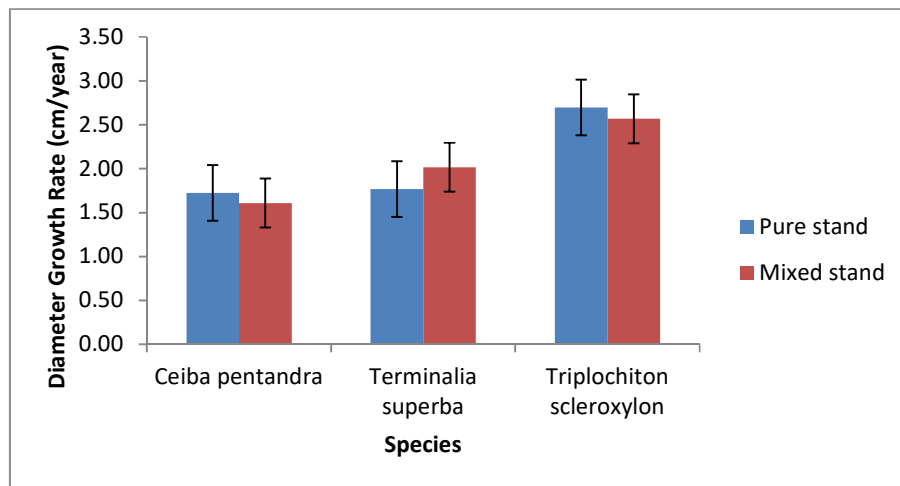 Diameter Growth Rate (cm/year)
3.50
3.00
2.50
2.00
1.50
1.00
0.50
0.00
Ceiba pentandra
Terminalia
superba
Triplochiton
scleroxylon
Species
Pure stand
Mixed stand